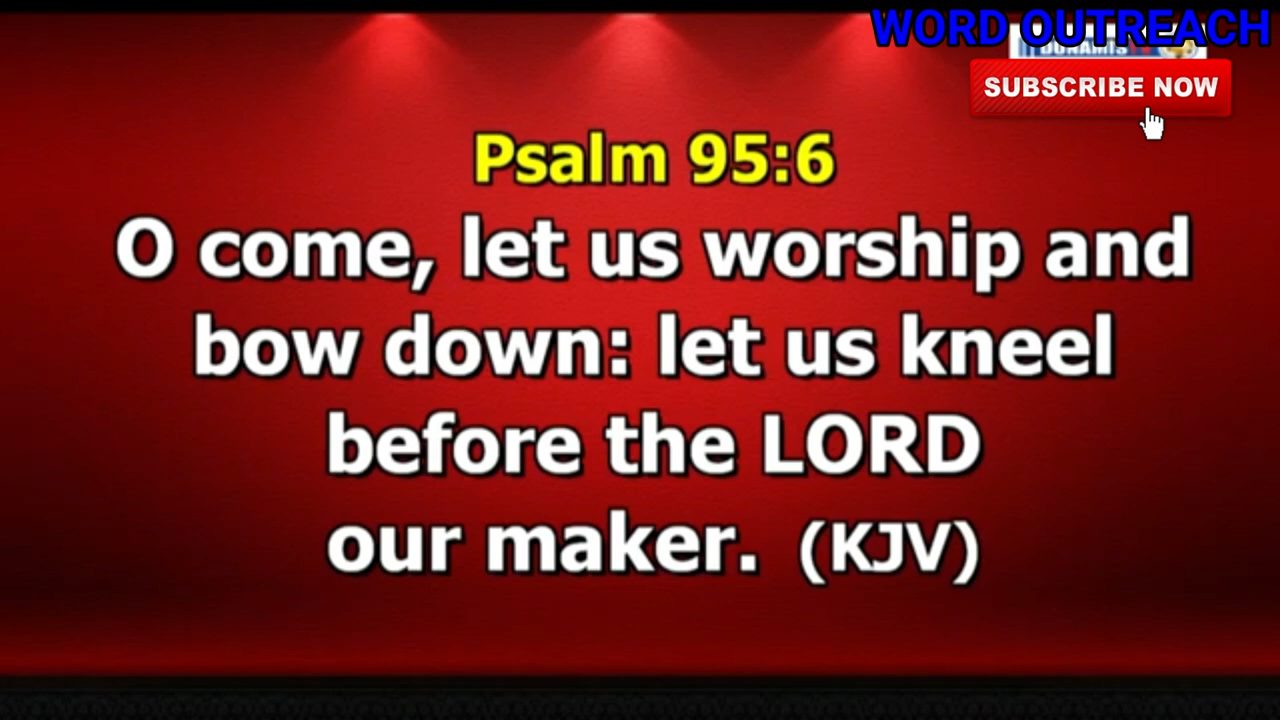 WORD OUTREACH
SUBSCRIBE NOW
Psalm 95:6
O come, let us worship and
bow down: let us kneel
before the LORD
our maker. (KJV)